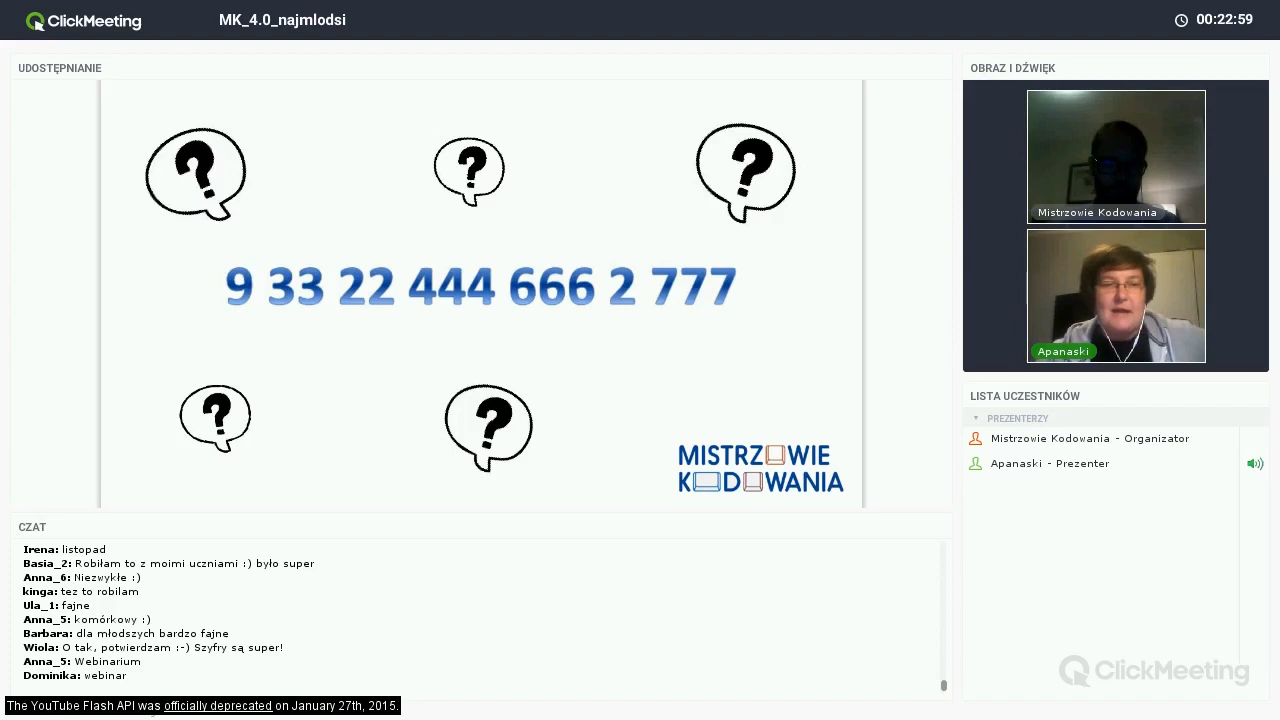 ClickMeeting
MK_4.0_najmlodsi
00:22:59
UDOSTĘPNIANIE
9 33 22 444 666 2 777
MISTRZOWIE
KODOWANIA
OBRAZ I DŹWIĘK
Mistrzowie Kodowania
Apanaski
LISTA UCZESTNIKÓW
PREZENTERZY
Mistrzowie Kodowania - Organizator
Apanaski - Prezenter
CZAT
Irena: listopad
Basia_2: Robiłam to z moimi uczniami :) było super
Anna_6: Niezwykłe :)
kinga: tez to robilam
Ula_1: fajne
Anna_5: komórkowy :)
Barbara: dla młodszych bardzo fajne
Wiola: O tak, potwierdzam :-) Szyfry są super!
Anna_5: Webinarium
Dominika: webinar
ClickMeeting
The YouTube Flash API was officially deprecated on January 27th, 2015.